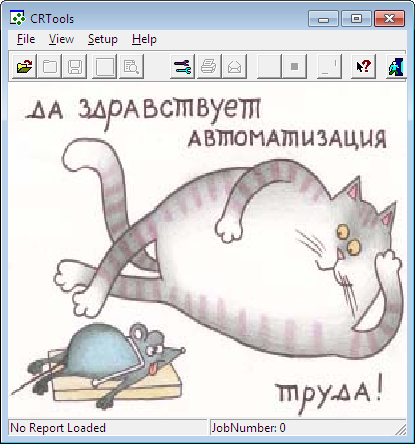 CRTools
File View Setup Help
да здравствует
автоматизация
труда!
No Report Loaded JobNumber: 0